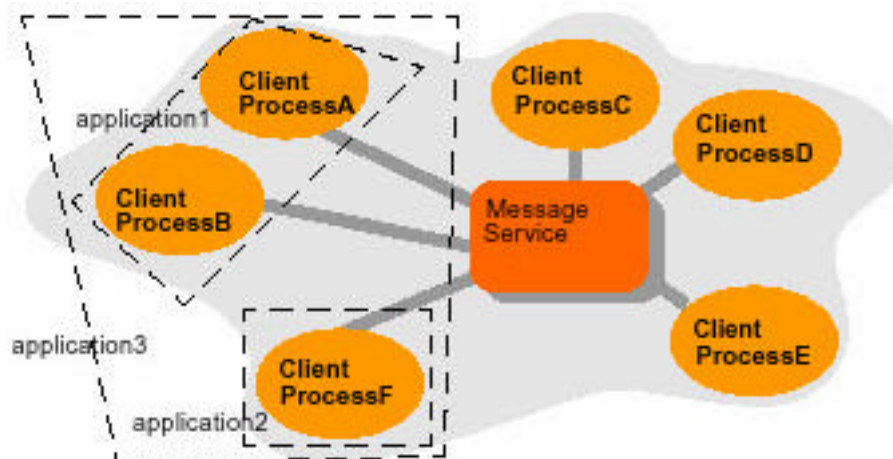 Client
ProcessA
Client
ProcessC
Client
ProcessD
application1
Client
ProcessB
Message
Service
Client
ProcessE
application3
Client
ProcessF
application2